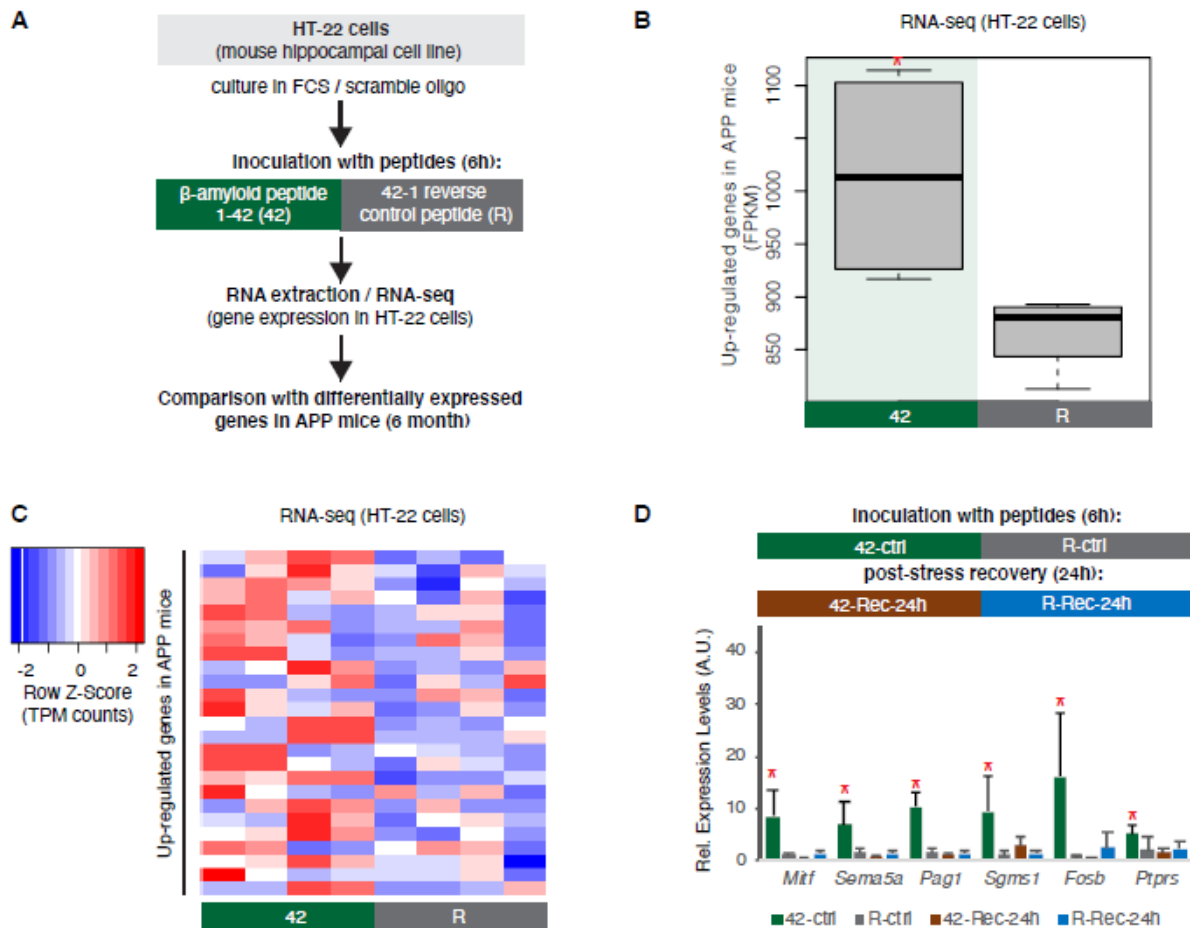 A
HT-22 cells
(mouse hippocampal cell line)
culture in FCS / scramble oligo
Inoculation with peptides (6h):
β-amyloid peptide
1-42 (42)
42-1 reverse
control peptide (R)
RNA extraction / RNA-seq
(gene expression in HT-22 cells)
Comparison with differentially expressed
genes in APP mice (6 month)
B
RNA-seq (HT-22 cells)
Up-regulated genes in APP mice
(FPKM)
1100
1000
950
900
850
*
42
R
C
RNA-seq (HT-22 cells)
-2
0
2
Row Z-Score
(TPM counts)
Up-regulated genes in APP mice
42
R
D
Inoculation with peptides (6h):
42-ctrl
R-ctrl
post-stress recovery (24h):
42-Rec-24h
R-Rec-24h
Rel. Expression Levels (A.U.)
40
30
20
10
0
* * * * * *
Mitf Sema5a Pag1 Sgms1 Fosb Ptprs
42-ctrl R-ctrl 42-Rec-24h R-Rec-24h